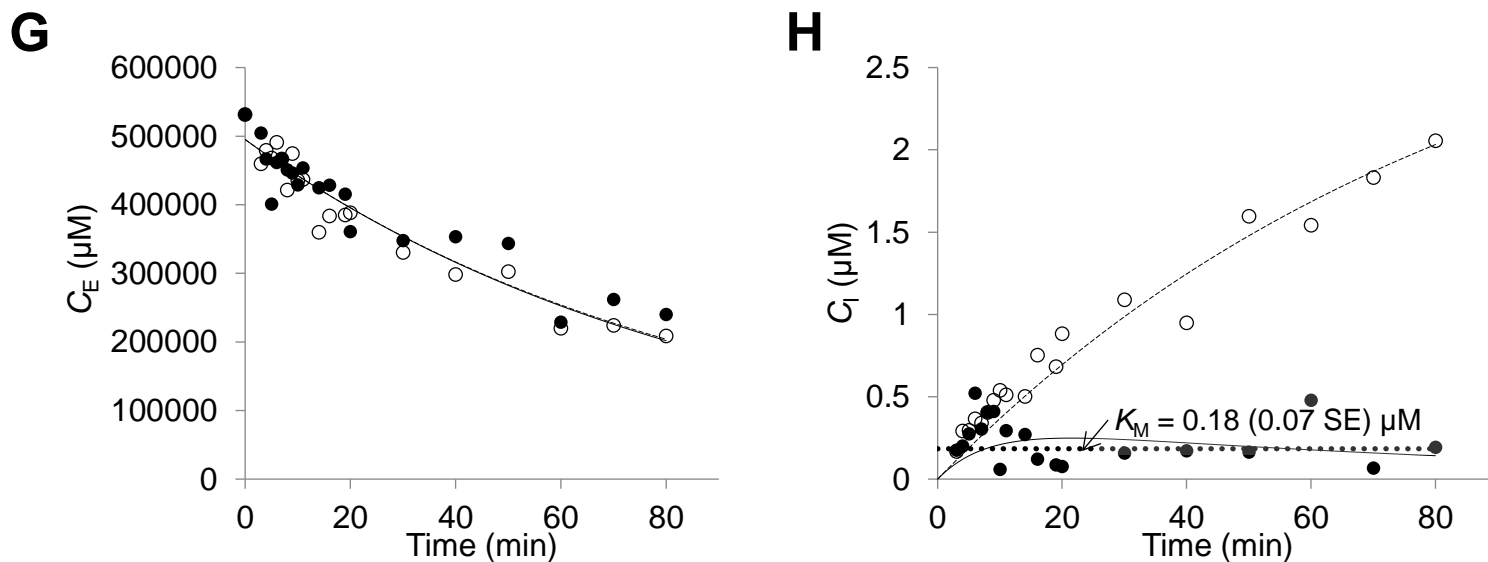 G
H
600000
500000
400000
300000
200000
100000
0
C_E (µM)
0 20 40 60 80
Time (min)
2.5
2
1.5
1
0.5
0
C_I (µM)
K_M = 0.18 (0.07 SE) µM
0 20 40 60 80
Time (min)